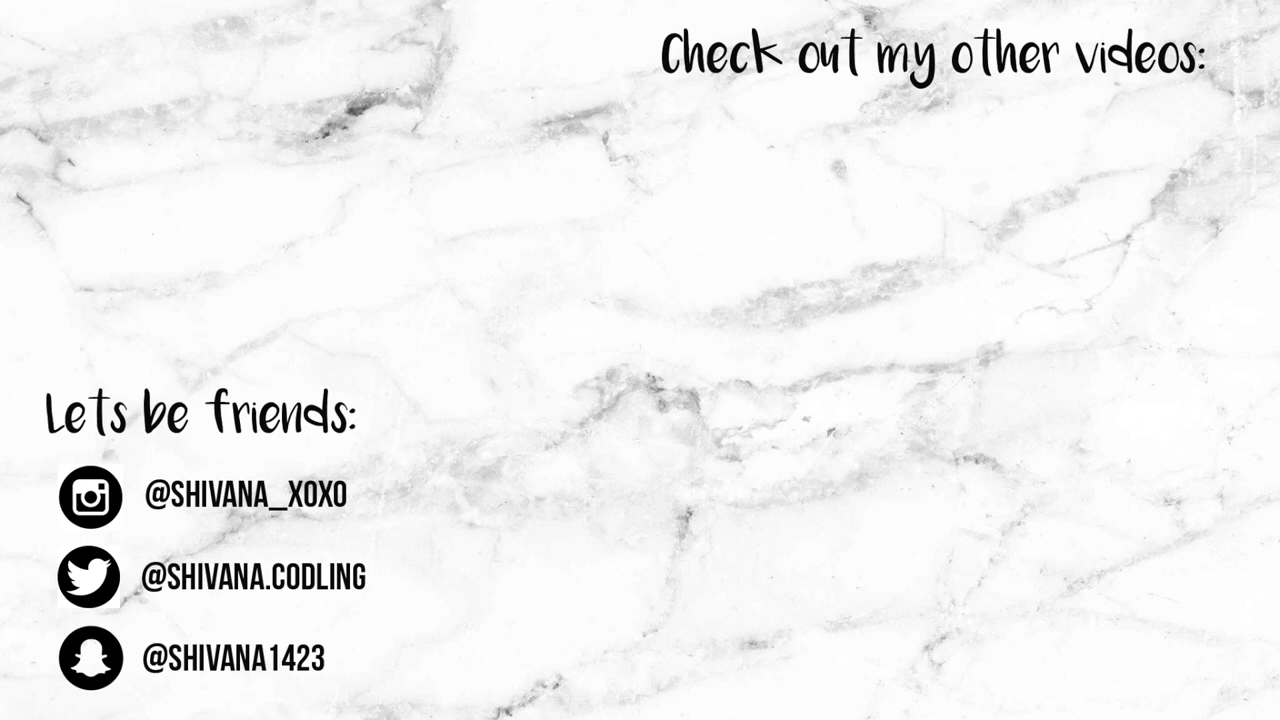 Check out my other videos:
Lets be friends:
@SHIVANA_XOXO
@SHIVANA.CODLING
@SHIVANA1423